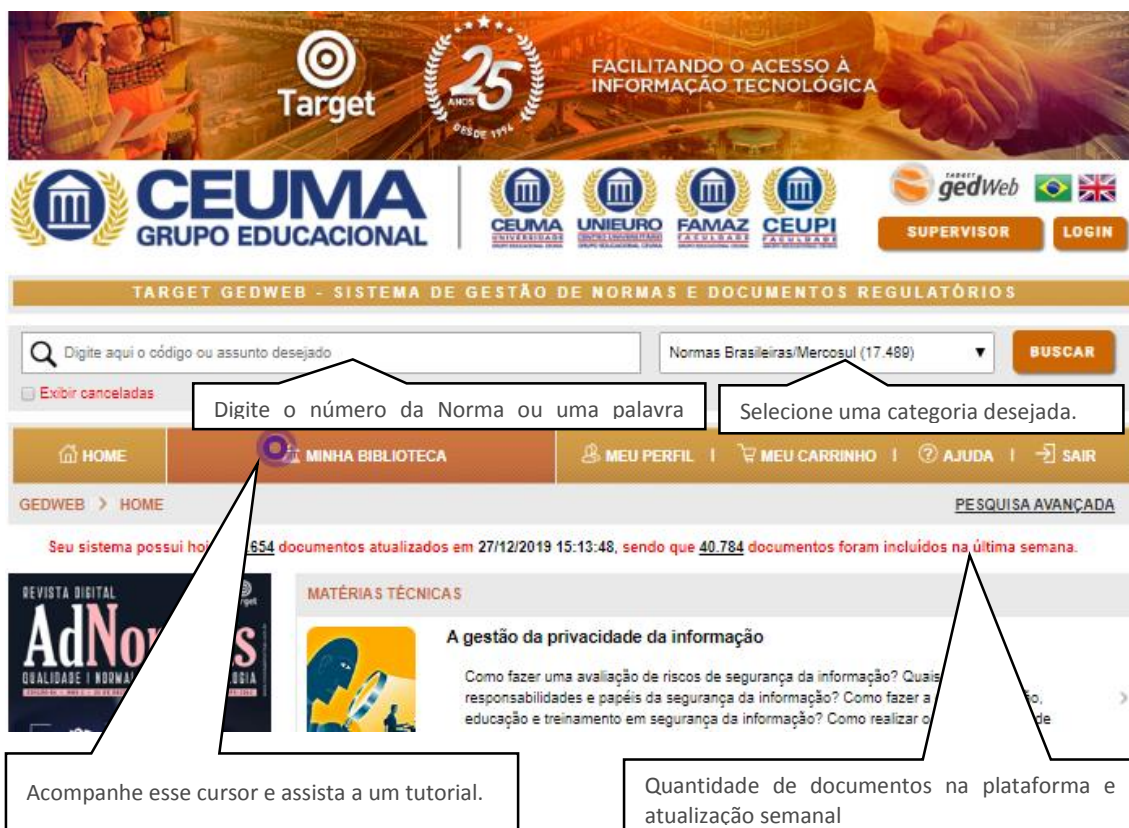 Target
25
ANOS
DESDE 1994
FACILITANDO O ACESSO À
INFORMAÇÃO TECNOLÓGICA
CEUMA
GRUPO EDUCACIONAL
CEUMA
UNIVERSIDADE
UNIEURO
CENTRO UNIVERSITÁRIO
FAMAZ
FACULDADE
CEUPI
FACULDADE
TARGET
gedWeb
SUPERVISOR
LOGIN
TARGET GEDWEB - SISTEMA DE GESTÃO DE NORMAS E DOCUMENTOS REGULATÓRIOS
Digite aqui o código ou assunto desejado
Normas Brasileiras/Mercosul (17.489)
BUSCAR
Exibir canceladas
Digite o número da Norma ou uma palavra
Selecione uma categoria desejada.
HOME
MINHA BIBLIOTECA
MEU PERFIL | MEU CARRINHO | AJUDA | SAIR
GEDWEB > HOME
PESQUISA AVANÇADA
Seu sistema possui 654 documentos atualizados em 27/12/2019 15:13:48, sendo que 40.784 documentos foram incluídos na última semana.
REVISTA DIGITAL
MATÉRIAS TÉCNICAS
A gestão da privacidade da informação
Como fazer uma avaliação de riscos de segurança da informação?
responsabilidades e papéis da segurança da informação? Como fazer a
educação e treinamento em segurança da informação? Como realizar o de
Acompanhe esse cursor e assista a um tutorial.
Quantidade de documentos na plataforma e
atualização semanal